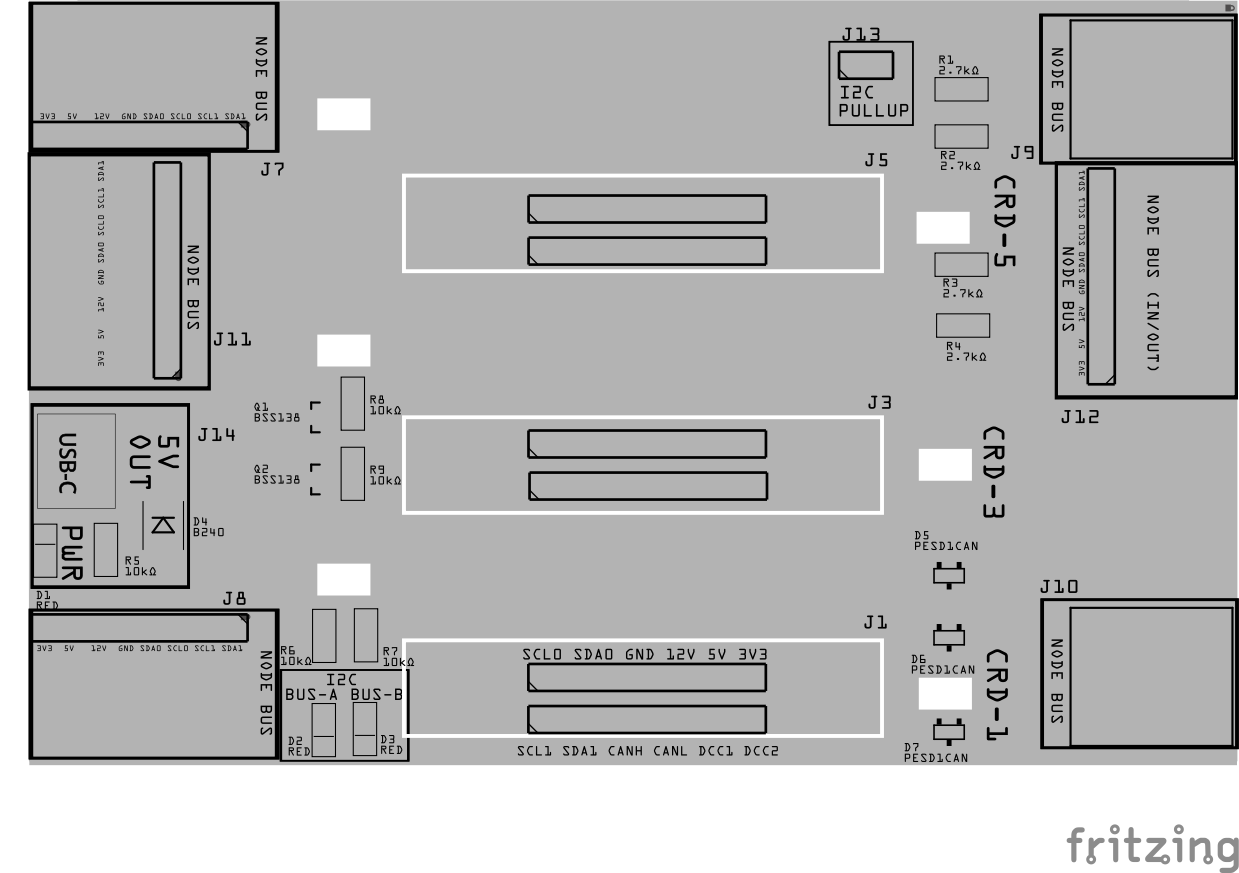 NODE BUS
3V3 5V 12V GND SDA0 SCL0 SCL1 SDA1
J7
J13
I2C
PULLUP
R1
2.7kΩ
R2
2.7kΩ
J9
NODE BUS
J5
CRD-5
R3
2.7kΩ
R4
2.7kΩ
3V3 5V 12V GND SDA0 SCL0 SCL1 SDA1
NODE BUS
J11
3V3 5V 12V GND SDA0 SCL0 SCL1 SDA1
NODE BUS
NODE BUS (IN/OUT)
J12
Q1
BSS138
R8
10kΩ
J3
CRD-3
J14
USB-C
5V
OUT
Q2
BSS138
R9
10kΩ
D4
B240
PWR
R5
10kΩ
D1
RED
D5
PESD1CAN
J8
3V3 5V 12V GND SDA0 SCL0 SCL1 SDA1
NODE BUS
R6
10kΩ
R7
10kΩ
I2C
BUS-A BUS-B
D2
RED
D3
RED
J1
SCL0 SDA0 GND 12V 5V 3V3
SCL1 SDA1 CANH CANL DCC1 DCC2
D6
PESD1CAN
CRD-1
D7
PESD1CAN
J10
NODE BUS
fritzing